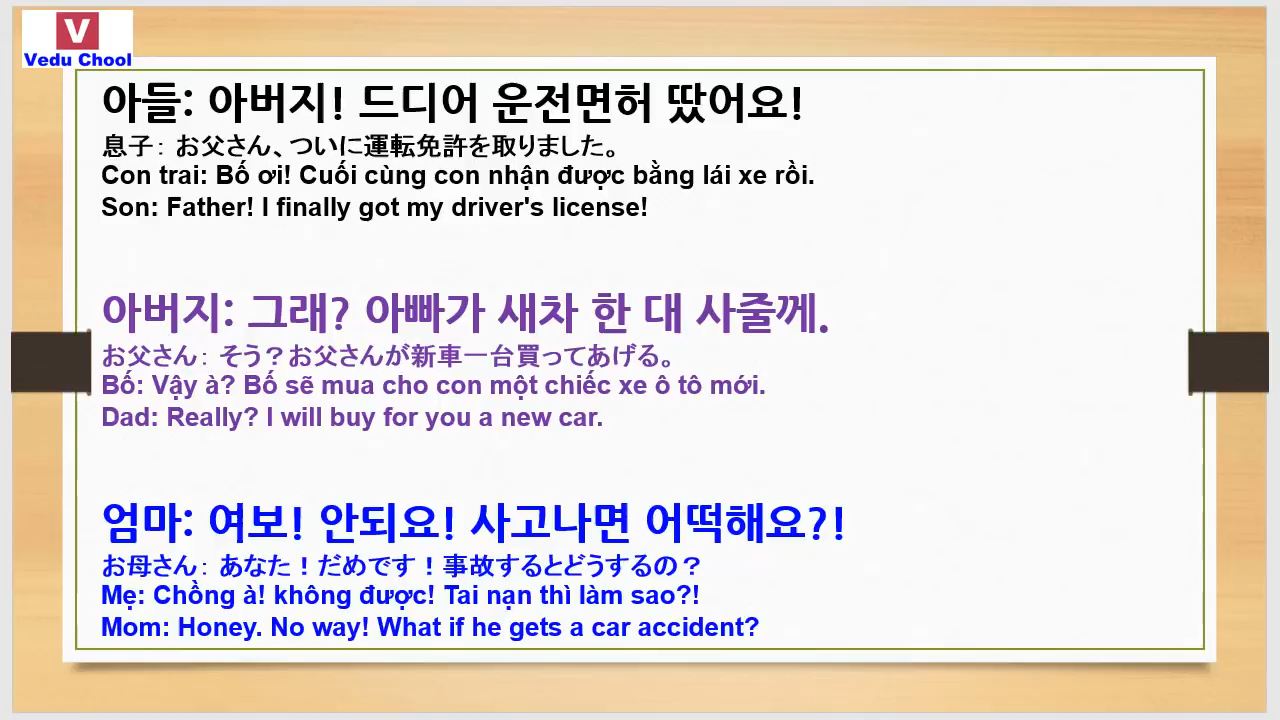 V
Vedu Chool
아들: 아버지! 드디어 운전면허 땄어요!
息子： お父さん、ついに運転免許を取りました。
Con trai: Bố ơi! Cuối cùng con nhận được bằng lái xe rồi.
Son: Father! I finally got my driver's license!
아버지: 그래? 아빠가 새차 한 대 사줄께.
お父さん： そう？お父さんが新車一台買ってあげる。
Bố: Vậy à? Bố sẽ mua cho con một chiếc xe ô tô mới.
Dad: Really? I will buy for you a new car.
엄마: 여보! 안되요! 사고나면 어떡해요?!
お母さん： あなた！だめです！事故するとどうするの？
Mẹ: Chồng à! không được! Tai nạn thì làm sao?!
Mom: Honey. No way! What if he gets a car accident?